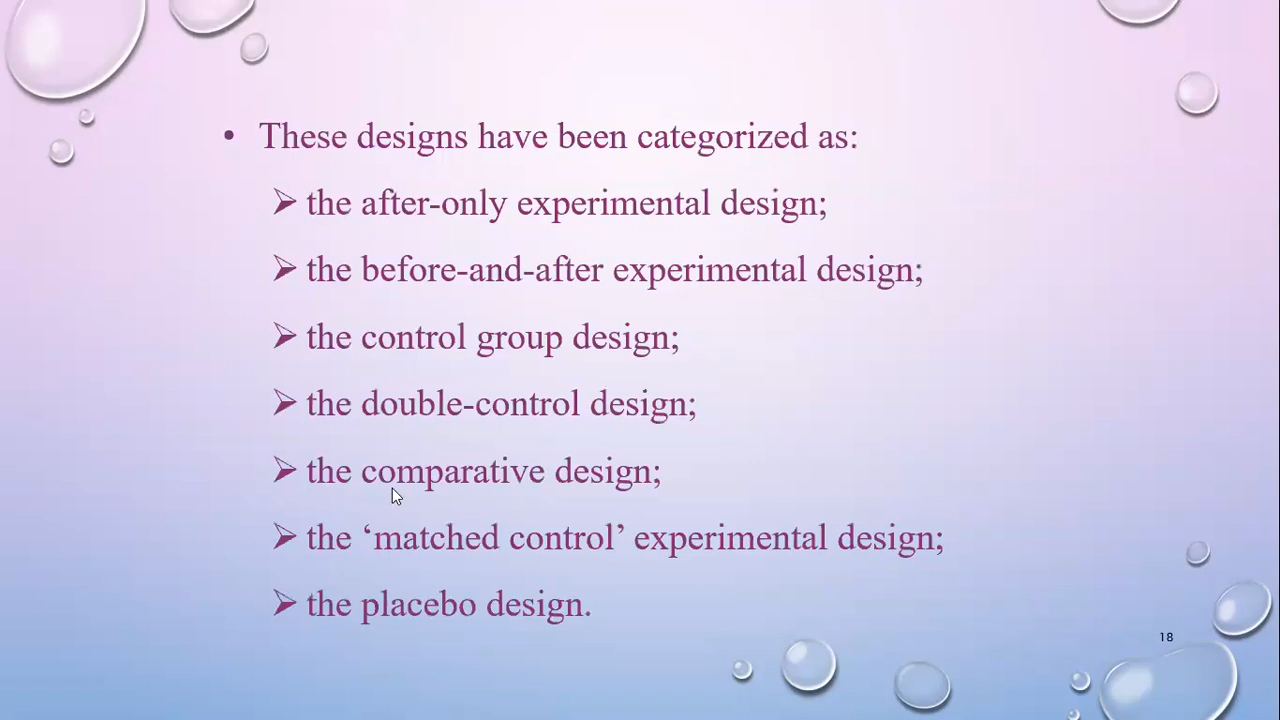 • These designs have been categorized as:
➢ the after-only experimental design;
➢ the before-and-after experimental design;
➢ the control group design;
➢ the double-control design;
➢ the comparative design;
➢ the ‘matched control’ experimental design;
➢ the placebo design.
18